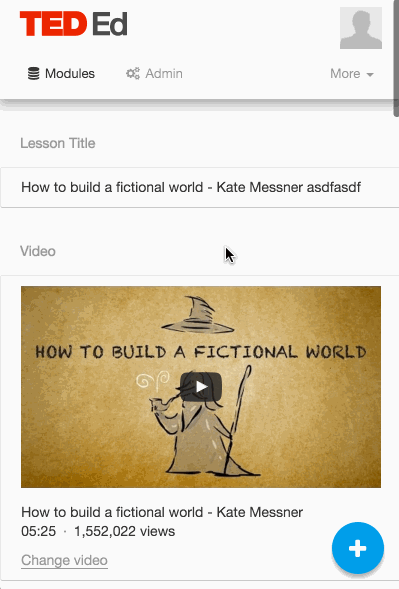 TED Ed
Modules Admin More
Lesson Title
How to build a fictional world - Kate Messner asdfasdf
Video
HOW TO BUILD A FICTIONAL WORLD
How to build a fictional world - Kate Messner
05:25 · 1,552,022 views
Change video